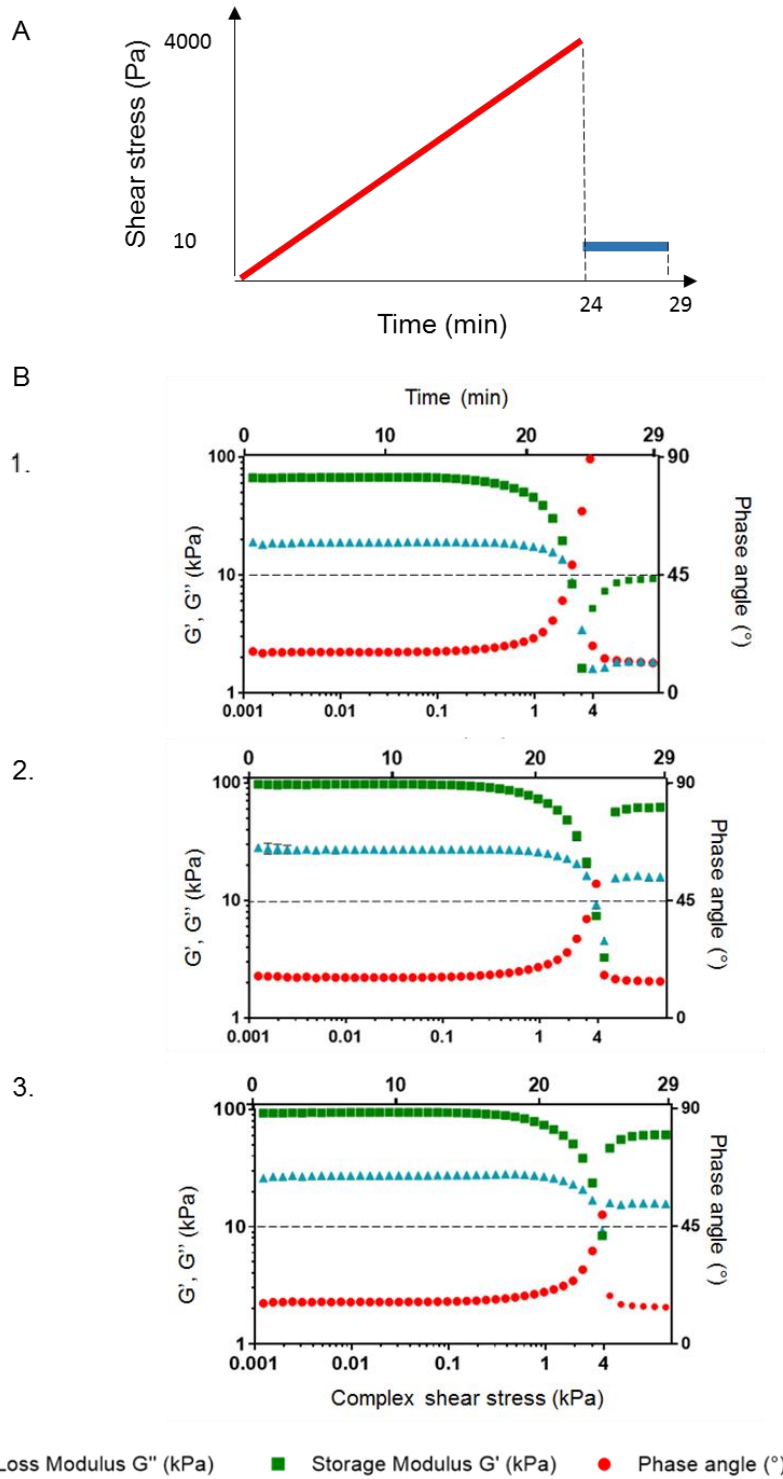 A
4000
Shear stress (Pa)
10
24
29
Time (min)
B
1.
Time (min)
0 10 20 29
100 90
10 45
1 0
G', G'' (kPa)
Phase angle (°)
0.001 0.01 0.1 1 4
2.
0 10 20 29
100 90
10 45
1 0
G', G'' (kPa)
Phase angle (°)
0.001 0.01 0.1 1 4
3.
0 10 20 29
100 90
10 45
1 0
G', G'' (kPa)
Phase angle (°)
0.001 0.01 0.1 1 4
Complex shear stress (kPa)
Loss Modulus G'' (kPa) Storage Modulus G' (kPa) Phase angle (°)